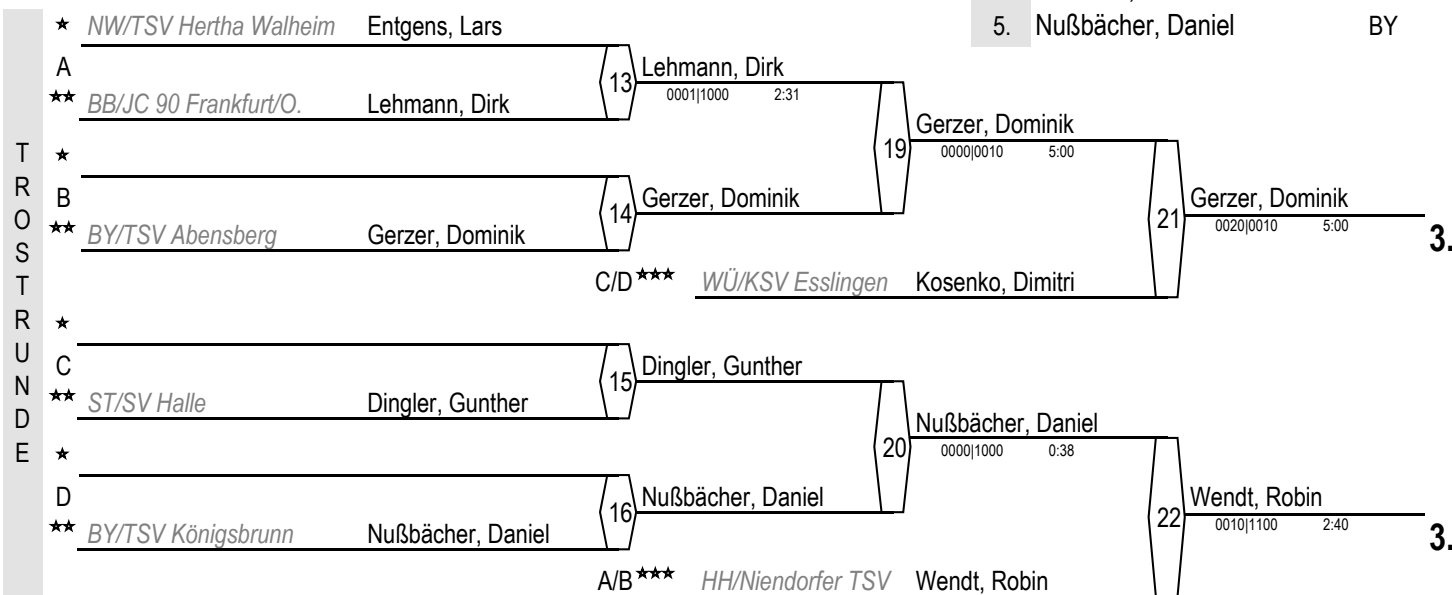 ★ NW/TSV Hertha Walheim Entgens, Lars
5. Nußbächer, Daniel BY
A
13 Lehmann, Dirk
0001|1000 2:31
★★ BB/JC 90 Frankfurt/O. Lehmann, Dirk
Gerzer, Dominik
19 0000|0010 5:00
TROSTRUNDE
★
B
14 Gerzer, Dominik
21 Gerzer, Dominik
0020|0010 5:00
3.
★★ BY/TSV Abensberg Gerzer, Dominik
C/D ★★★ WÜ/KSV Esslingen Kosenko, Dimitri
★
C
15 Dingler, Gunther
★★ ST/SV Halle Dingler, Gunther
Nußbächer, Daniel
20 0000|1000 0:38
★
D
16 Nußbächer, Daniel
22 Wendt, Robin
0010|1100 2:40
3.
★★ BY/TSV Königsbrunn Nußbächer, Daniel
A/B ★★★ HH/Niendorfer TSV Wendt, Robin